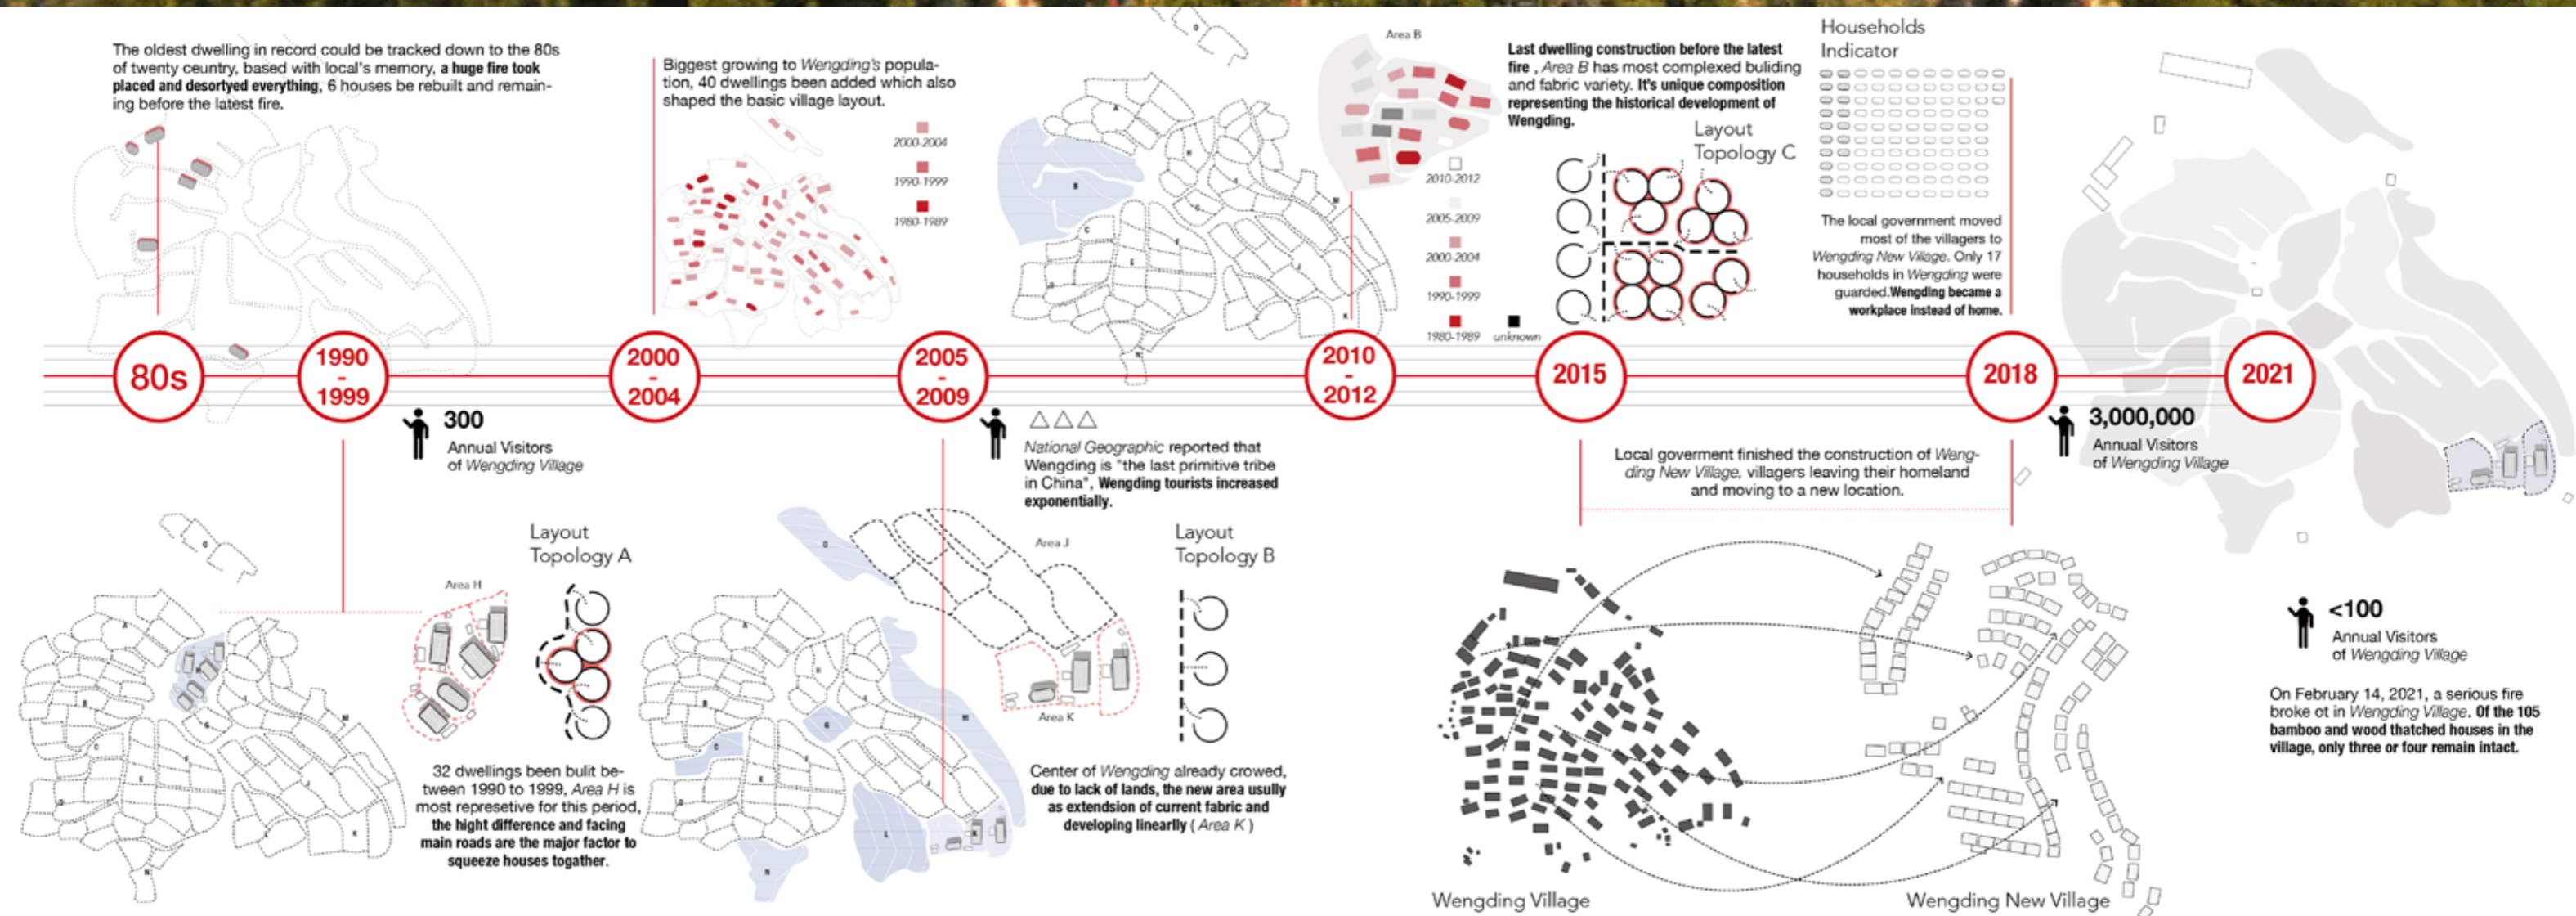 The oldest dwelling in record could be tracked down to the 80s
of twenty ceuntry, based with local's memory, a huge fire took
placed and desortyed everything, 6 houses be rebuilt and remain-
ing before the latest fire.
Biggest growing to Wengding's popula-
tion, 40 dwellings been added which also
shaped the basic village layout.
2000-2004
1990-1999
1980-1989
Area B
2010-2012
2005-2009
2000-2004
1990-1999
1980-1989 unknown
Last dwelling construction before the latest
fire , Area B has most complexed buliding
and fabric variety. It's unique composition
representing the historical development of
Wengding.
Layout
Topology C
Households
Indicator
The local government moved
most of the villagers to
Wengding New Village. Only 17
households in Wengding were
guarded.Wengding became a
workplace instead of home.
80s
1990
-
1999
2000
-
2004
2005
-
2009
2010
-
2012
2015
2018
2021
300
Annual Visitors
of Wengding Village
National Geographic reported that
Wengding is "the last primitive tribe
in China", Wengding tourists increased
exponentially.
Local goverment finished the construction of Weng-
ding New Village, villagers leaving their homeland
and moving to a new location.
3,000,000
Annual Visitors
of Wengding Village
Layout
Topology A
Area H
32 dwellings been bulit be-
tween 1990 to 1999, Area H is
most represetive for this period,
the hight difference and facing
main roads are the major factor to
squeeze houses togather.
Area J
Area K
Layout
Topology B
Center of Wengding already crowed,
due to lack of lands, the new area usully
as extendsion of current fabric and
developing linearlly ( Area K )
Wengding Village
Wengding New Village
<100
Annual Visitors
of Wengding Village
On February 14, 2021, a serious fire
broke ot in Wengding Village. Of the 105
bamboo and wood thatched houses in the
village, only three or four remain intact.